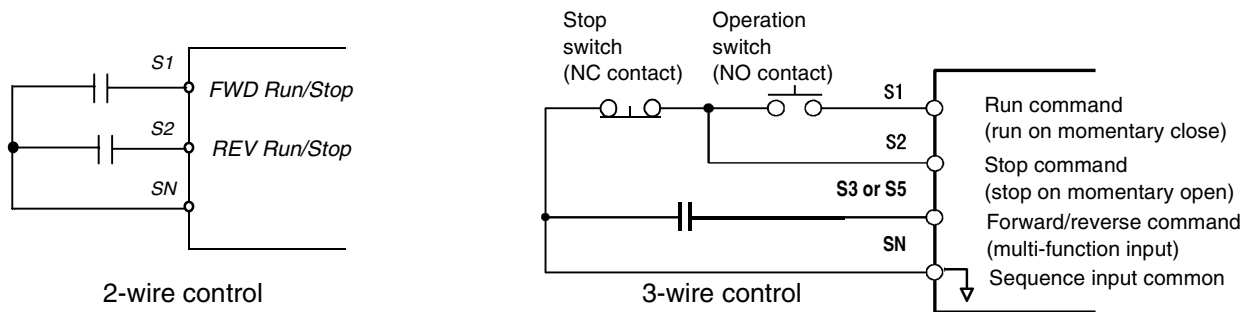 S1
FWD Run/Stop
S2
REV Run/Stop
SN
2-wire control
Stop
switch
(NC contact)
Operation
switch
(NO contact)
S1
Run command
(run on momentary close)
S2
Stop command
(stop on momentary open)
S3 or S5
Forward/reverse command
(multi-function input)
SN
Sequence input common
3-wire control